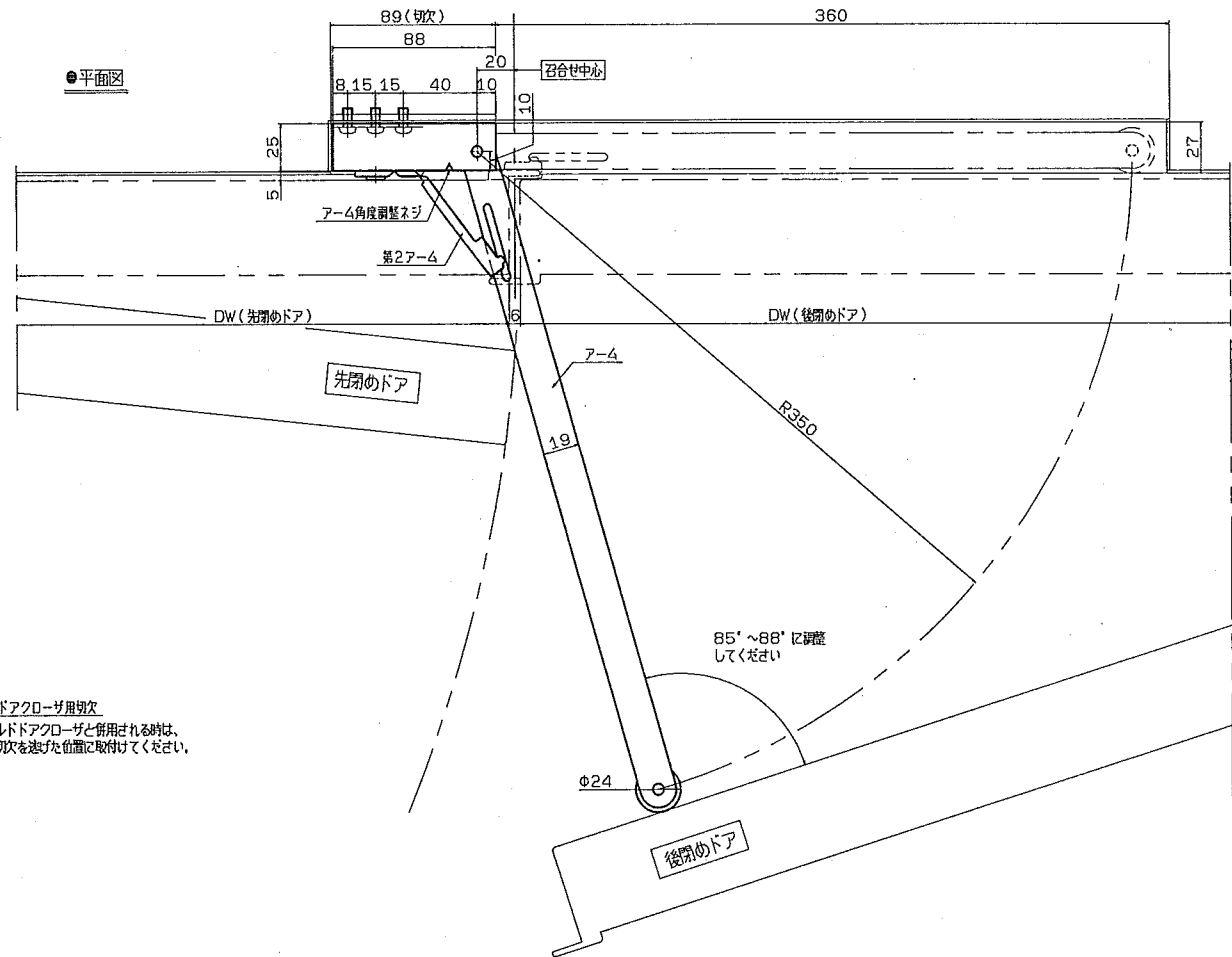 89(切欠)
360
88
●平面図
20
召合せ中心
8 15 15 40 10
10
25
27
5
アーム角度調整ネジ
第2アーム
DW(先閉めドア)
6
DW(後閉めドア)
アーム
先閉めドア
R350
19
85°~88°に調整
してください
ドアクローザ用切欠
ルドドアクローザと併用される時は、
切欠を逃げた位置に取付けてください。
Φ24
後閉めドア